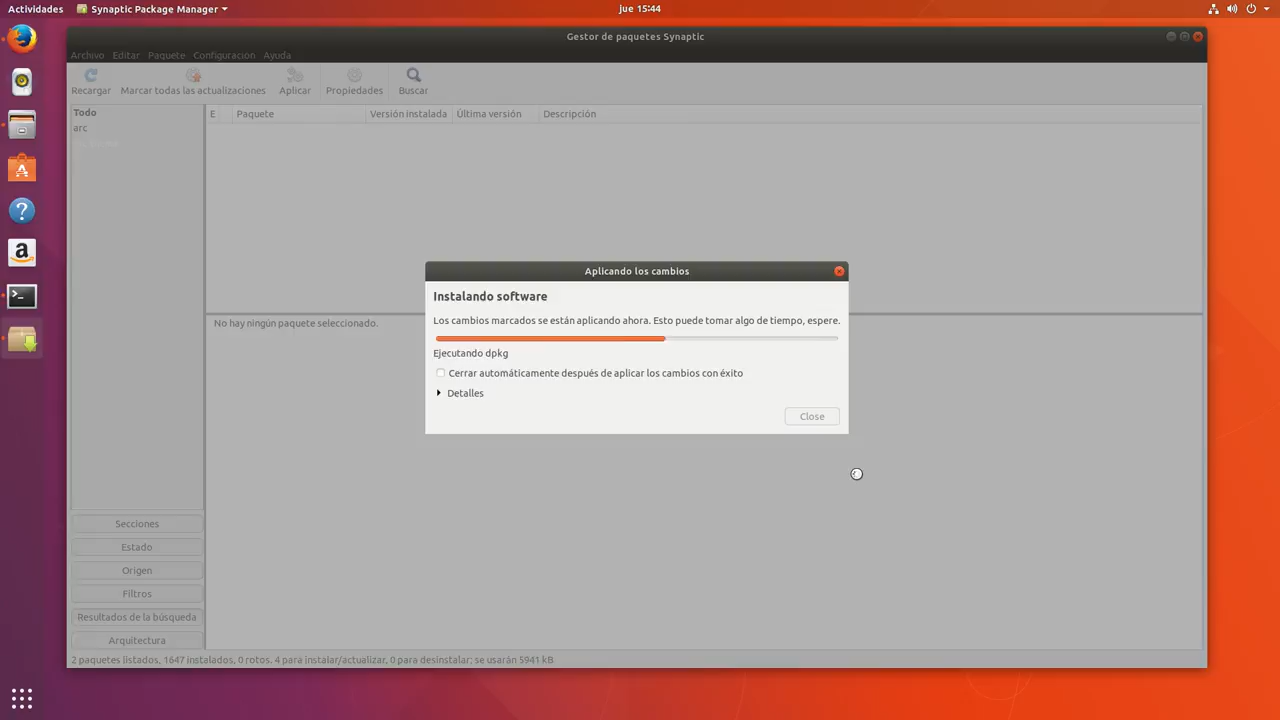 Actividades Synaptic Package Manager jue 15:44
Gestor de paquetes Synaptic
Archivo Editar Paquete Configuración Ayuda
Recargar Marcar todas las actualizaciones Aplicar Propiedades Buscar
Todo
arc
E Paquete Versión instalada Última versión Descripción
No hay ningún paquete seleccionado.
Aplicando los cambios
Instalando software
Los cambios marcados se están aplicando ahora. Esto puede tomar algo de tiempo, espere.
Ejecutando dpkg
Cerrar automáticamente después de aplicar los cambios con éxito
Detalles
Close
Secciones
Estado
Origen
Filtros
Resultados de la búsqueda
Arquitectura
2 paquetes listados, 1647 instalados, 0 rotos. 4 para instalar/actualizar, 0 para desinstalar; se usarán 5941 kB